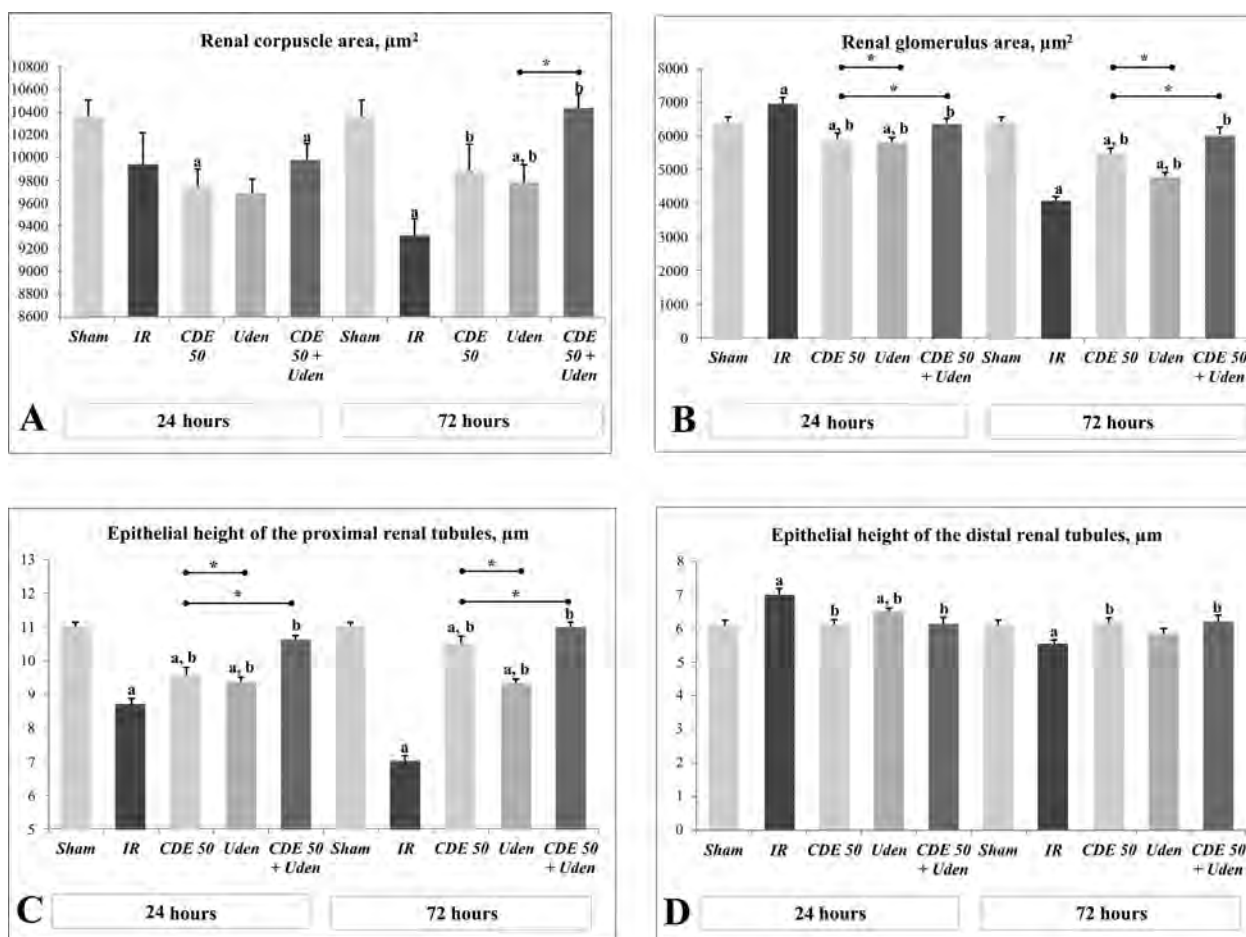 Renal corpuscle area, µm²
10800
10600
10400
10200
10000
9800
9600
9400
9200
9000
8800
8600
a
a
a
b
a, b
*
b
Sham IR CDE 50 Uden CDE 50 + Uden Sham IR CDE 50 Uden CDE 50 + Uden
A 24 hours 72 hours
Renal glomerulus area, µm²
8000
7000
6000
5000
4000
3000
2000
1000
0
* *
* *
a a, b a, b b a a, b a, b b
Sham IR CDE 50 Uden CDE 50 + Uden Sham IR CDE 50 Uden CDE 50 + Uden
B 24 hours 72 hours
Epithelial height of the proximal renal tubules, µm
13
12
11
10
9
8
7
6
5
* *
* *
a a, b a, b b a a, b a, b b
Sham IR CDE 50 Uden CDE 50 + Uden Sham IR CDE 50 Uden CDE 50 + Uden
C 24 hours 72 hours
Epithelial height of the distal renal tubules, µm
8
7
6
5
4
3
2
1
0
a b a, b b a b b
Sham IR CDE 50 Uden CDE 50 + Uden Sham IR CDE 50 Uden CDE 50 + Uden
D 24 hours 72 hours